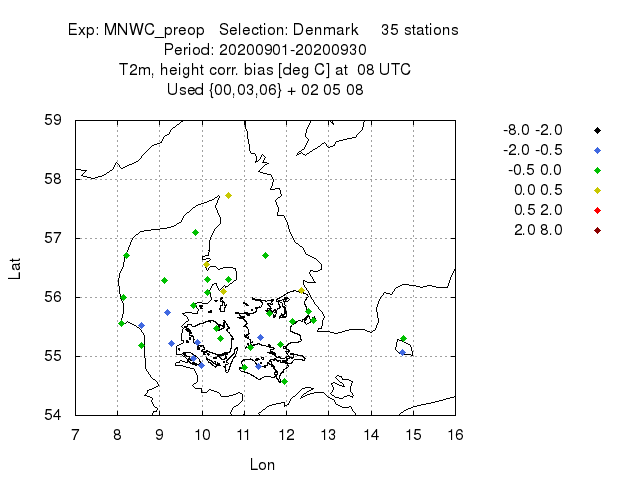 Exp: MNWC_preop   Selection: Denmark     35 stations
Period: 20200901-20200930
T2m, height corr. bias [deg C] at  08 UTC
Used {00,03,06} + 02 05 08
59
58
57
56
55
54
7 8 9 10 11 12 13 14 15 16
Lat
Lon
-8.0 -2.0
-2.0 -0.5
-0.5 0.0
0.0 0.5
0.5 2.0
2.0 8.0